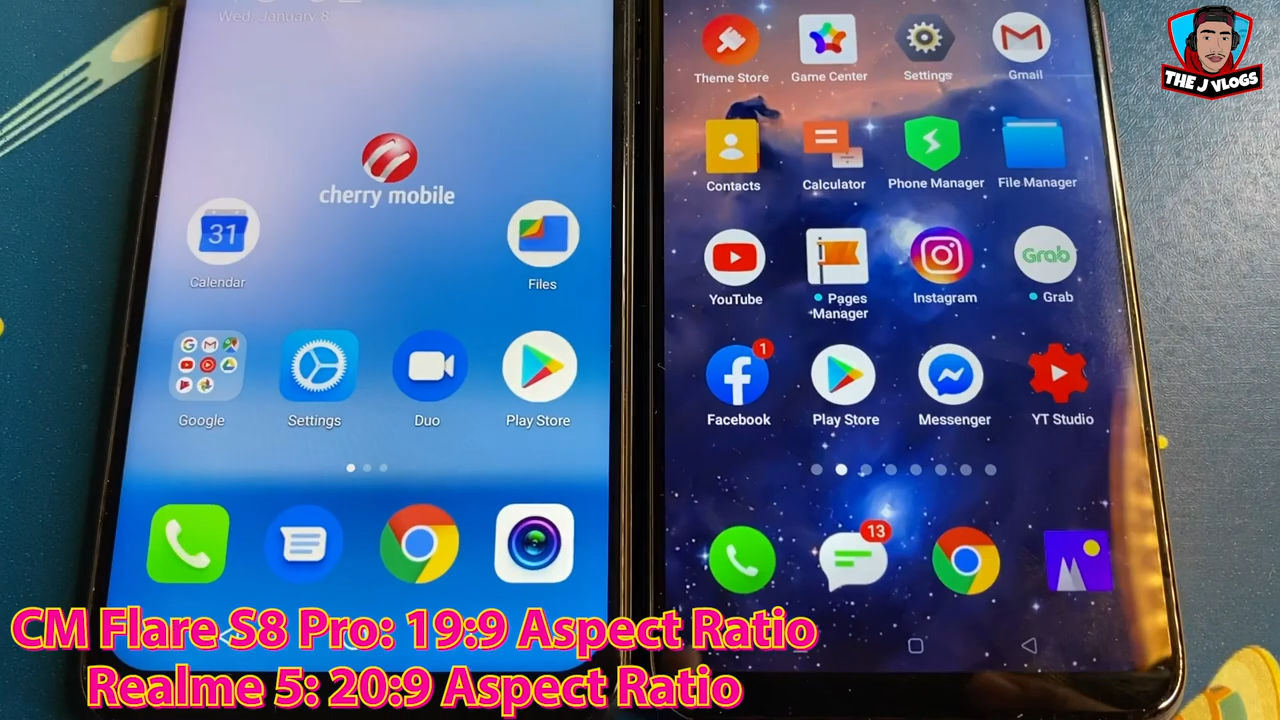 Wed, January 8
cherry mobile
31
Calendar
Files
Google
Settings
Duo
Play Store
Theme Store
Game Center
Settings
Gmail
Contacts
Calculator
Phone Manager
File Manager
YouTube
Pages
Manager
Instagram
Grab
Grab
1
Facebook
Play Store
Messenger
YT Studio
13
THE J VLOGS
CM Flare S8 Pro: 19:9 Aspect Ratio
Realme 5: 20:9 Aspect Ratio